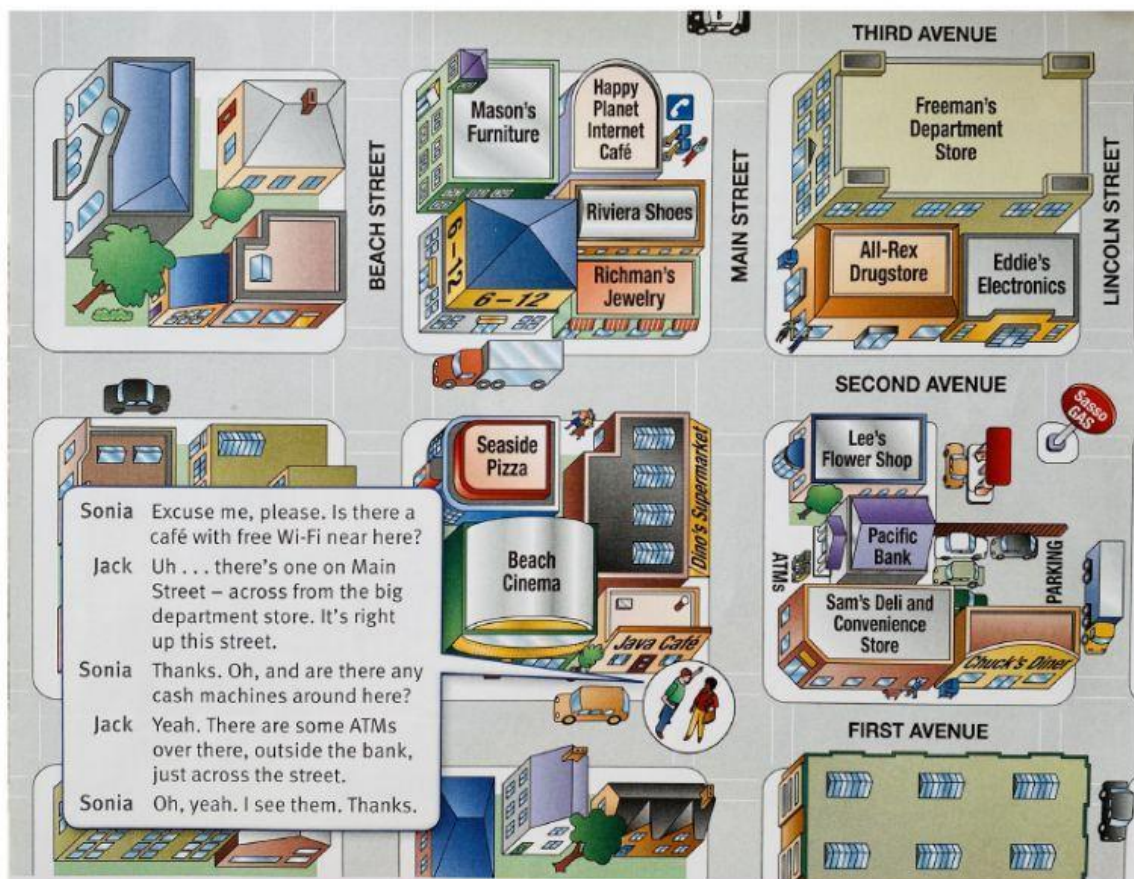 THIRD AVENUE
Mason's
Furniture
Happy
Planet
Internet
Café
Freeman's
Department
Store
BEACH STREET
Riviera Shoes
MAIN STREET
LINCOLN STREET
6–12
6–12
Richman's
Jewelry
All-Rex
Drugstore
Eddie's
Electronics
SECOND AVENUE
Sasso
GAS
Seaside
Pizza
Dino's Supermarket
Lee's
Flower Shop
Beach
Cinema
Pacific
Bank
ATMs
PARKING
Sam's Deli and
Convenience
Store
Java Café
Chuck's Diner
FIRST AVENUE
Sonia Excuse me, please. Is there a
café with free Wi-Fi near here?
Jack Uh . . . there's one on Main
Street – across from the big
department store. It's right
up this street.
Sonia Thanks. Oh, and are there any
cash machines around here?
Jack Yeah. There are some ATMs
over there, outside the bank,
just across the street.
Sonia Oh, yeah. I see them. Thanks.